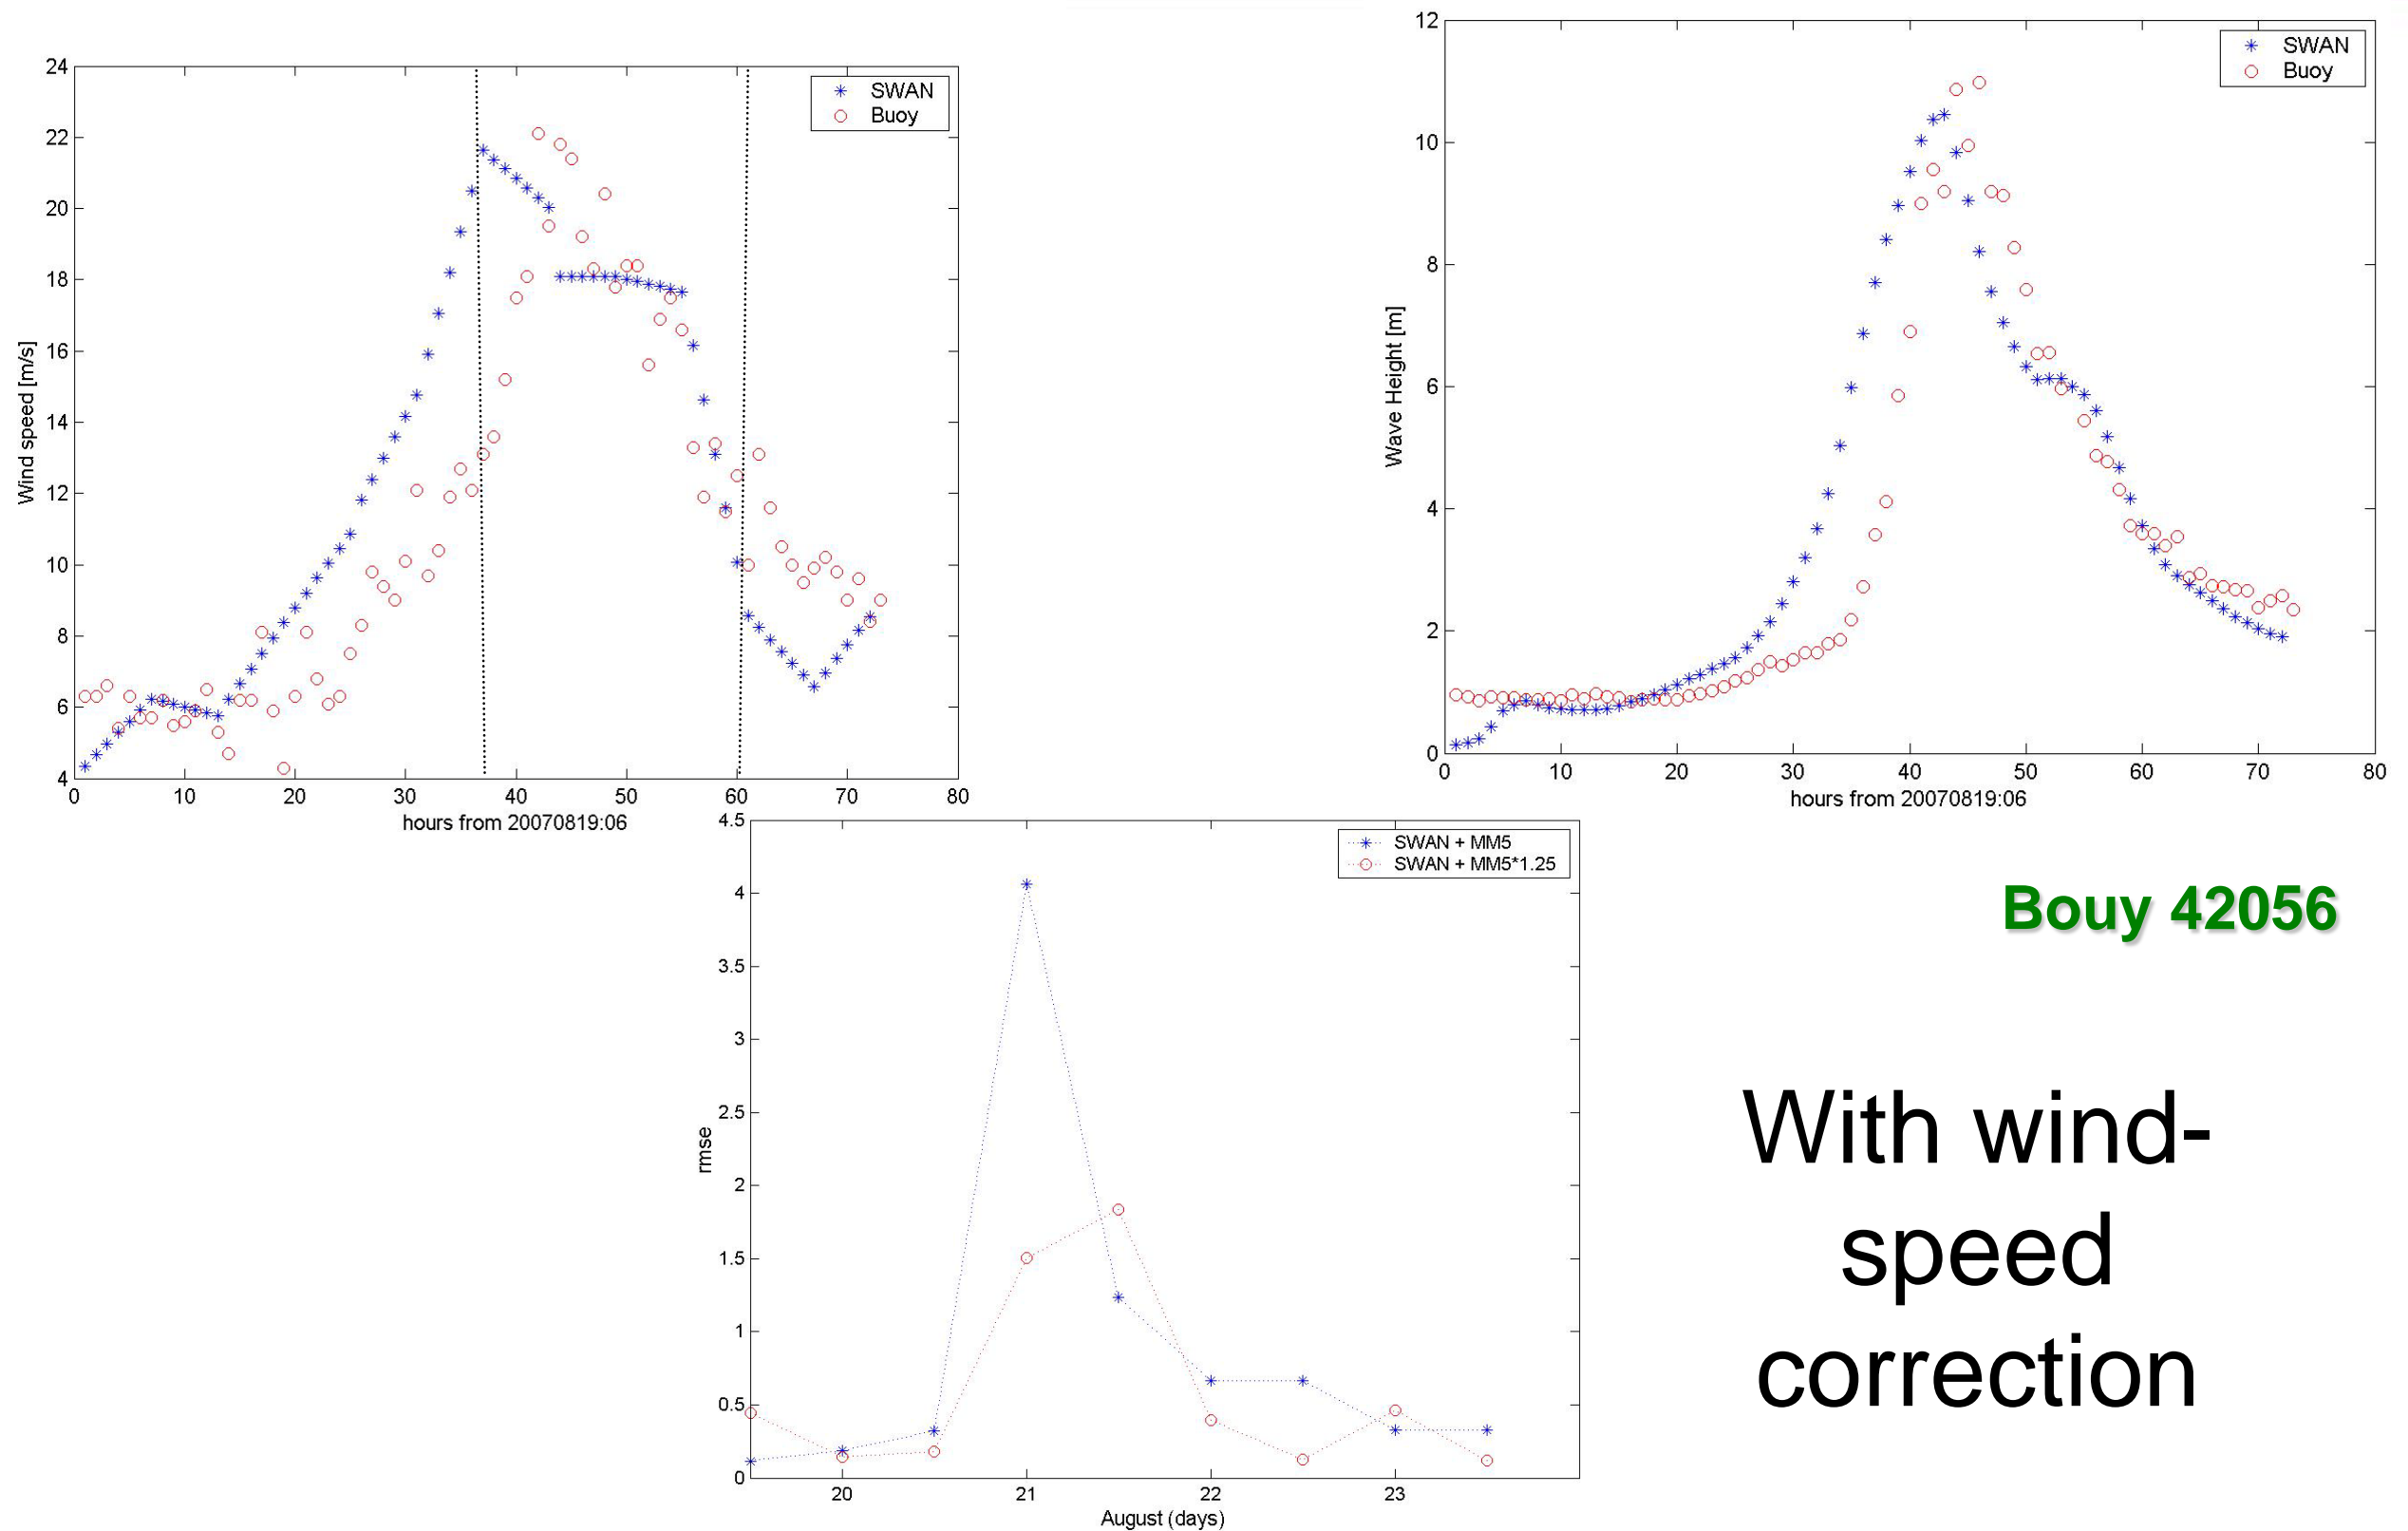 24
22
20
18
16
14
12
10
8
6
4
Wind speed [m/s]
0 10 20 30 40 50 60 70 80
hours from 20070819:06
SWAN
Buoy
12
10
8
6
4
2
0
Wave Height [m]
0 10 20 30 40 50 60 70 80
hours from 20070819:06
SWAN
Buoy
4.5
4
3.5
3
2.5
2
1.5
1
0.5
0
rmse
20 21 22 23
August (days)
SWAN + MM5
SWAN + MM5*1.25
Bouy 42056
With wind-
speed
correction